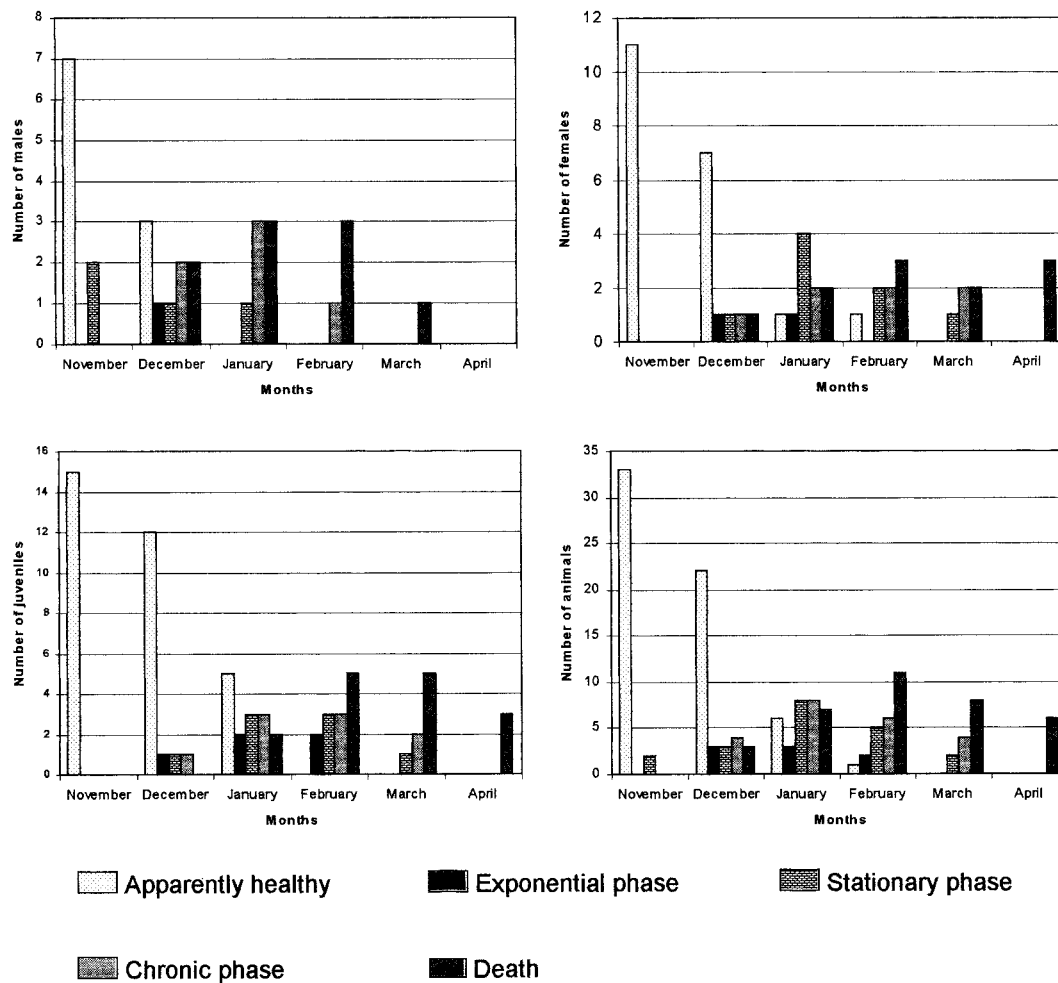 8
7
6
5
4
3
2
1
0
Number of males
November December January February March April
Months
12
10
8
6
4
2
0
Number of females
November December January February March April
Months
16
14
12
10
8
6
4
2
0
Number of juveniles
November December January February March April
Months
35
30
25
20
15
10
5
0
Number of animals
November December January February March April
Months
Apparently healthy Exponential phase Stationary phase
Chronic phase Death